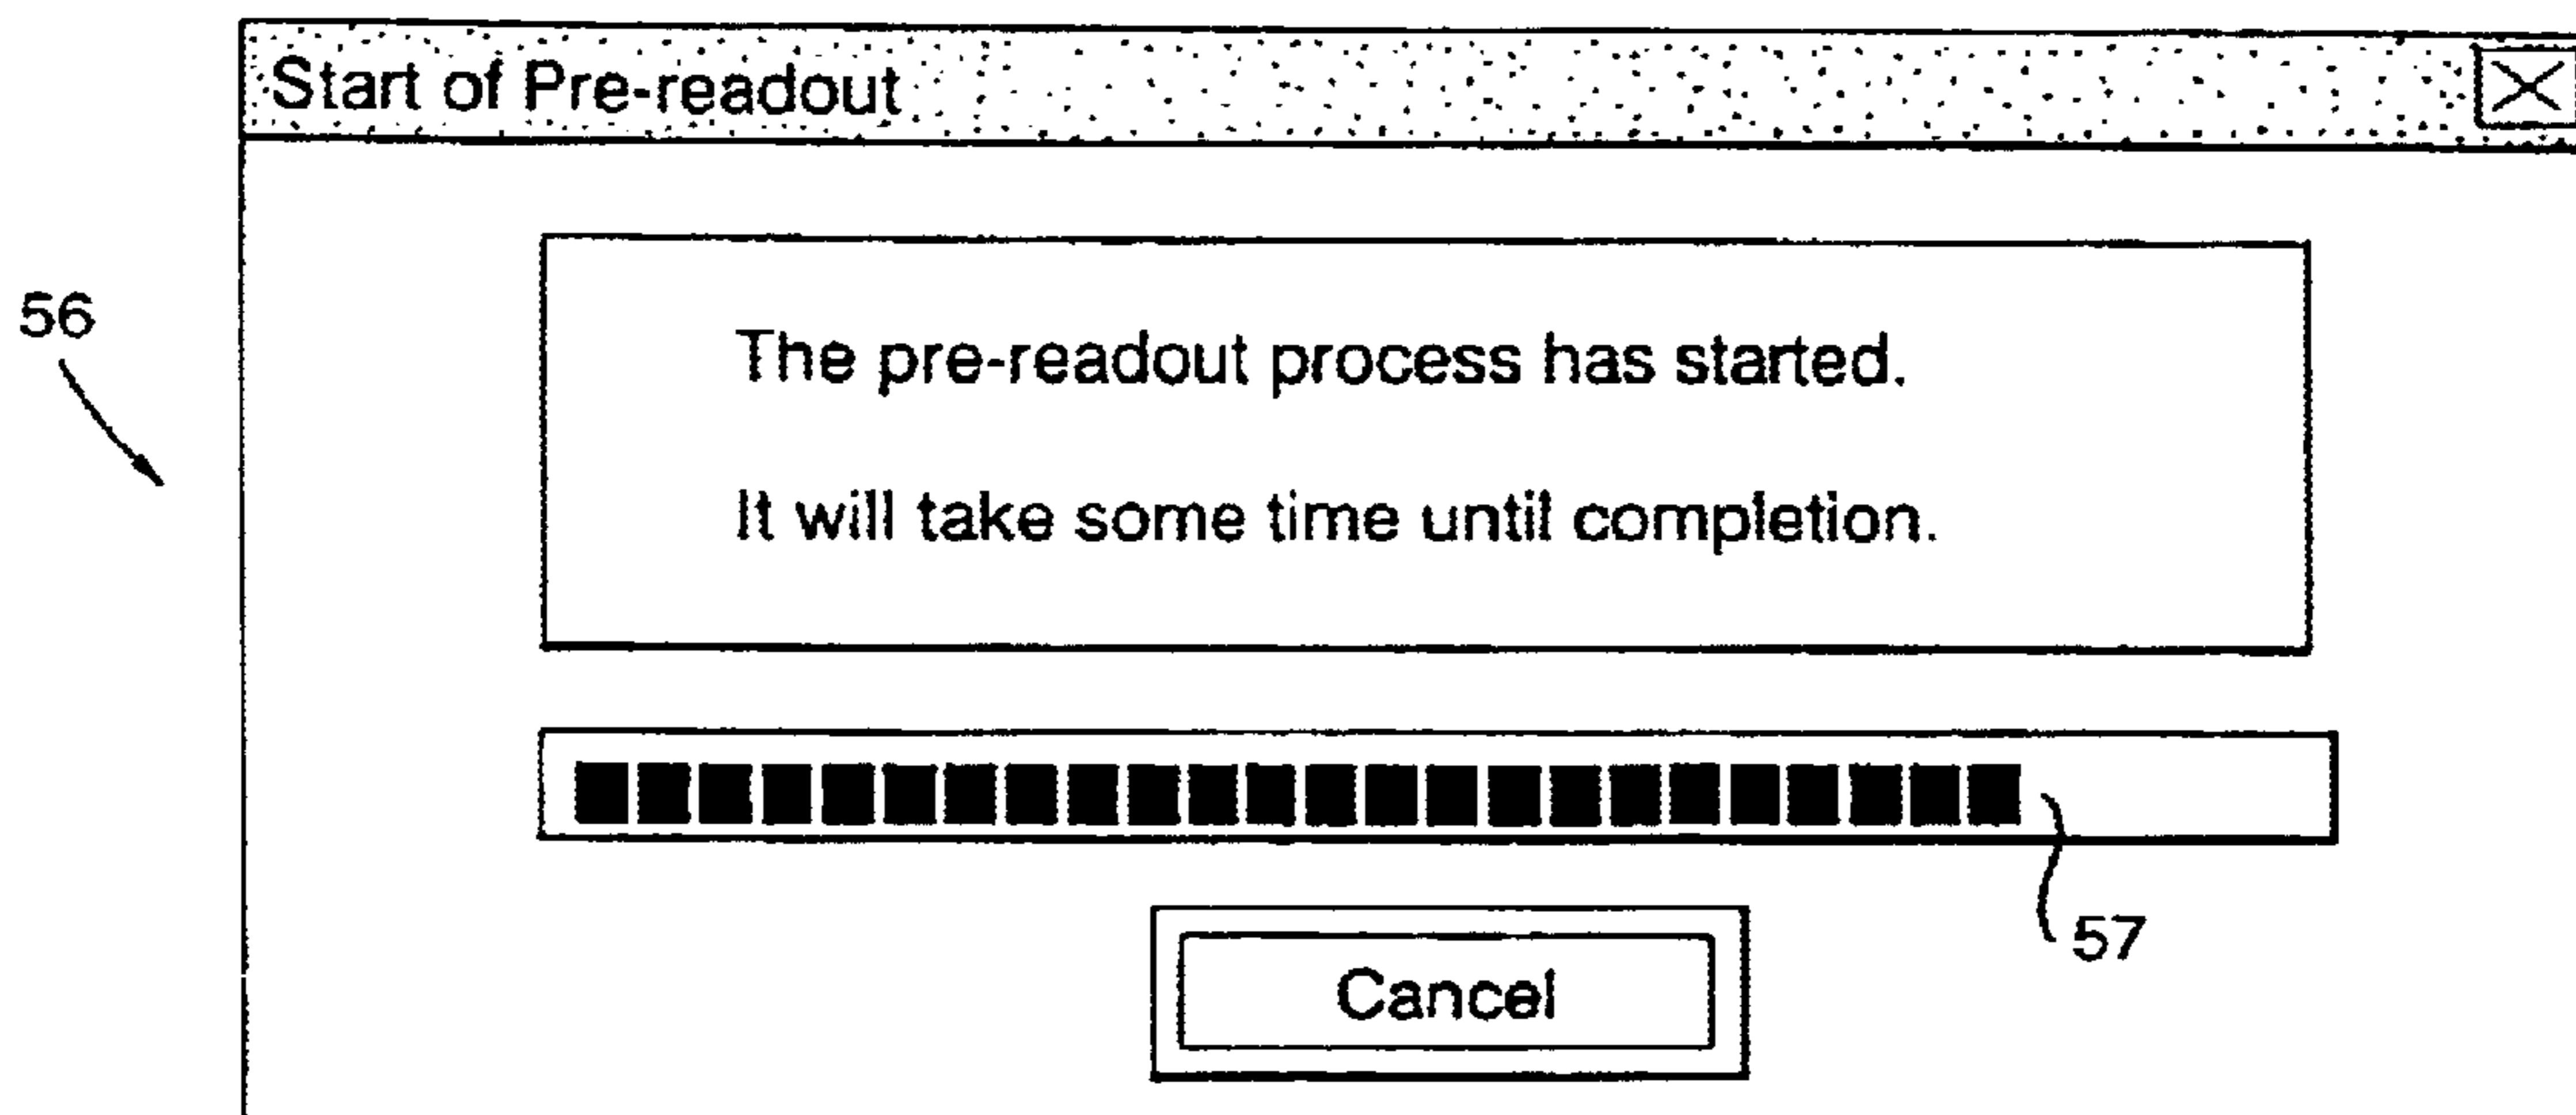 Start of Pre-readout
56
The pre-readout process has started.
It will take some time until completion.
57
Cancel